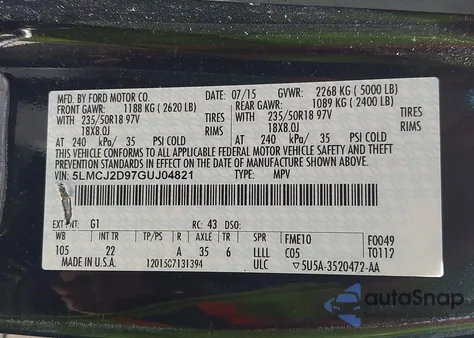 MFD. BY FORD MOTOR CO. DATE: 07/15 GVWR: 2268 KG ( 5000 LB)
FRONT GAWR: 1188 KG ( 2620 LB) REAR GAWR: 1089 KG ( 2400 LB)
235/50R18 97V TIRES 235/50R18 97V TIRES
18X8.0J RIMS 18X8.0J RIMS
AT 240 kPa/ 35 PSI COLD AT 240 kPa/ 35 PSI COLD
THIS VEHICLE CONFORMS TO ALL APPLICABLE FEDERAL MOTOR VEHICLE SAFETY, BUMPER, AND THEFT
PREVENTION STANDARDS IN EFFECT ON THE DATE OF MANUFACTURE SHOWN ABOVE.
VIN: 5LMCJ2D97GUJ04821 TYPE: MPV
EXT PNT: G1 RC: 43 DSO:
WB INT TR TP/PS R AXLE TR S FME10 F0049
105 22 A 35 6 LLLL C05 T0112
MADE IN U.S.A. ULC 5U5A-3520472-AA
autoSnap